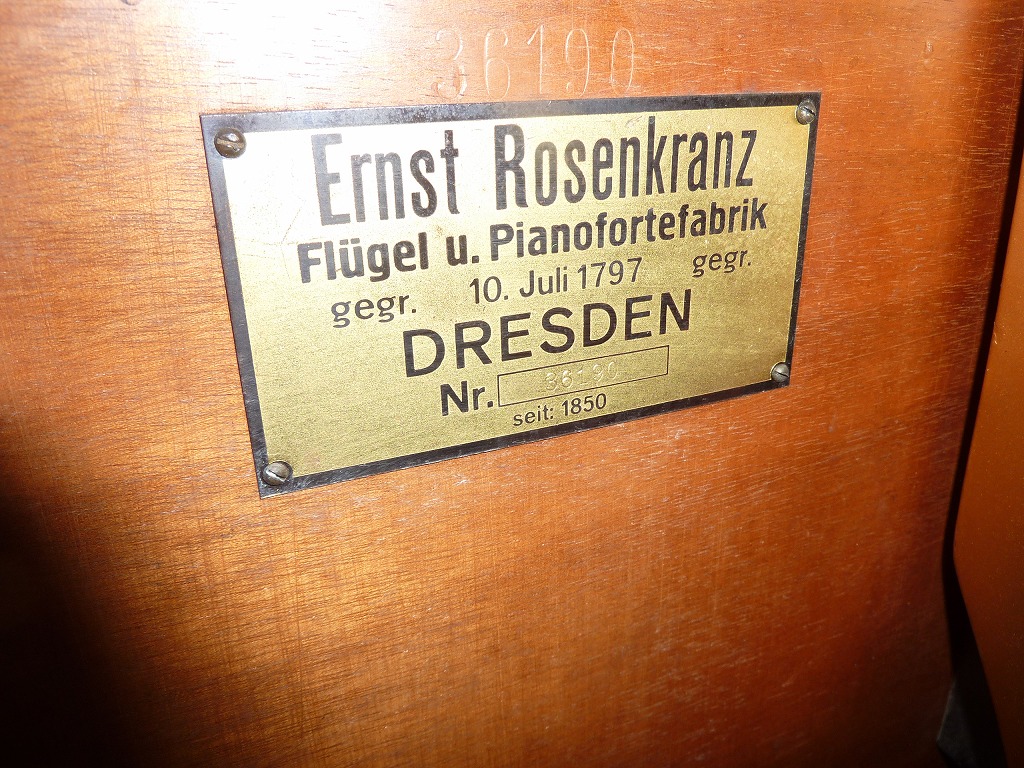 36190
Ernst Rosenkranz
Flügel u. Pianofortefabrik
gegr. 10. Juli 1797 gegr.
DRESDEN
Nr. 36190
seit: 1850